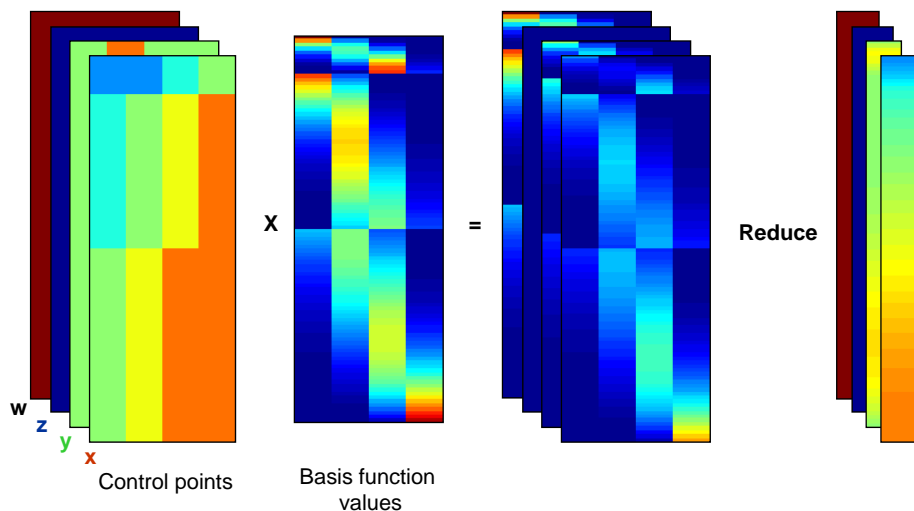 X
=
Reduce
w
z
y
x
Control points
Basis function
values